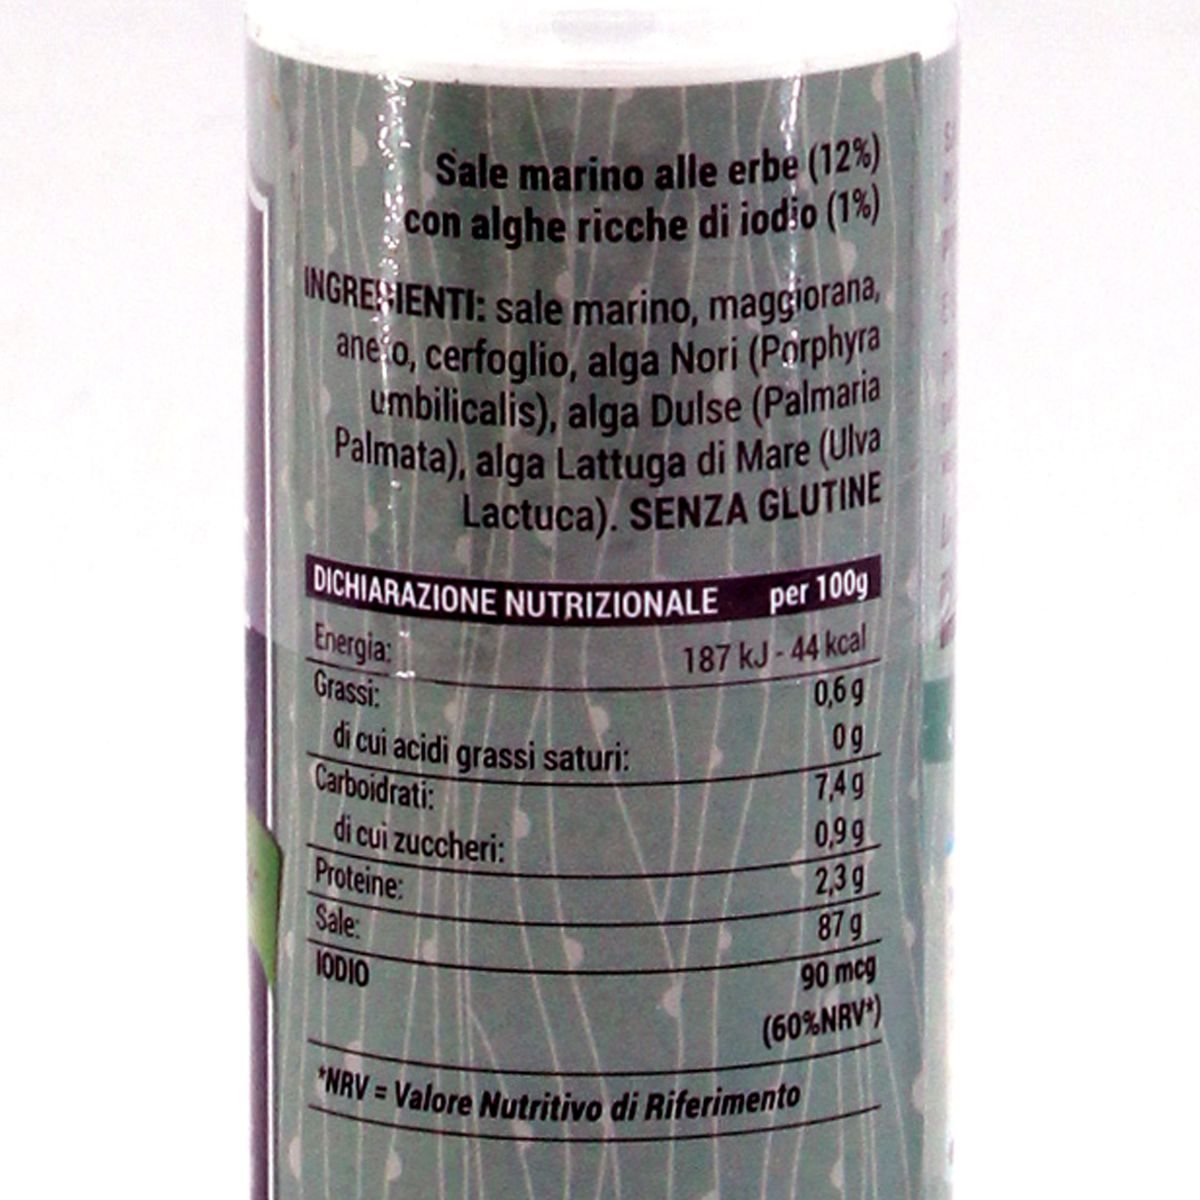 Sale marino alle erbe (12%)
con alghe ricche di iodio (1%)
INGREDIENTI: sale marino, maggiorana,
aneto, cerfoglio, alga Nori (Porphyra
umbilicalis), alga Dulse (Palmaria
Palmata), alga Lattuga di Mare (Ulva
Lactuca). SENZA GLUTINE
DICHIARAZIONE NUTRIZIONALE per 100g
Energia: 187 kJ - 44 kcal
Grassi: 0,6 g
di cui acidi grassi saturi: 0 g
Carboidrati: 7,4 g
di cui zuccheri: 0,9 g
Proteine: 2,3 g
Sale: 87 g
IODIO 90 mcg
(60%NRV*)
*NRV = Valore Nutritivo di Riferimento